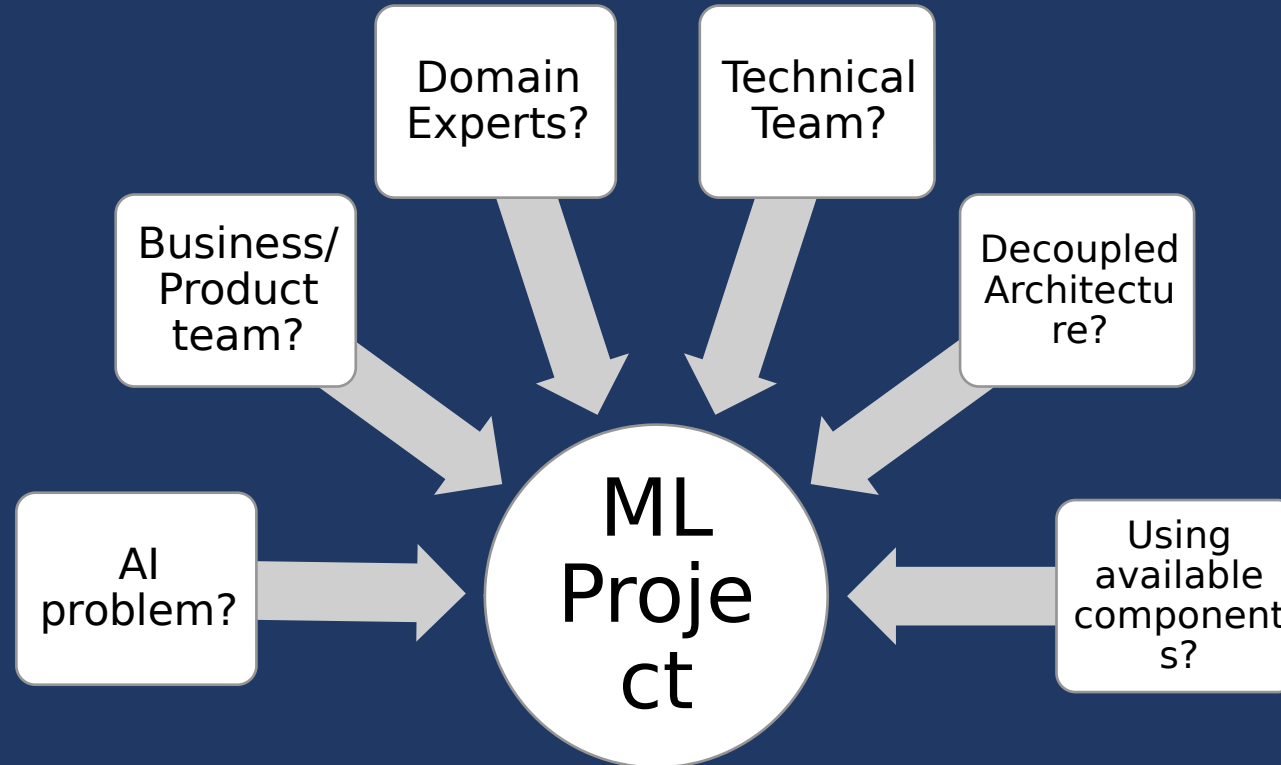 Domain
Experts?
Technical
Team?
Business/
Product
team?
Decoupled
Architectu
re?
AI
problem?
ML
Proje
ct
Using
available
component
s?